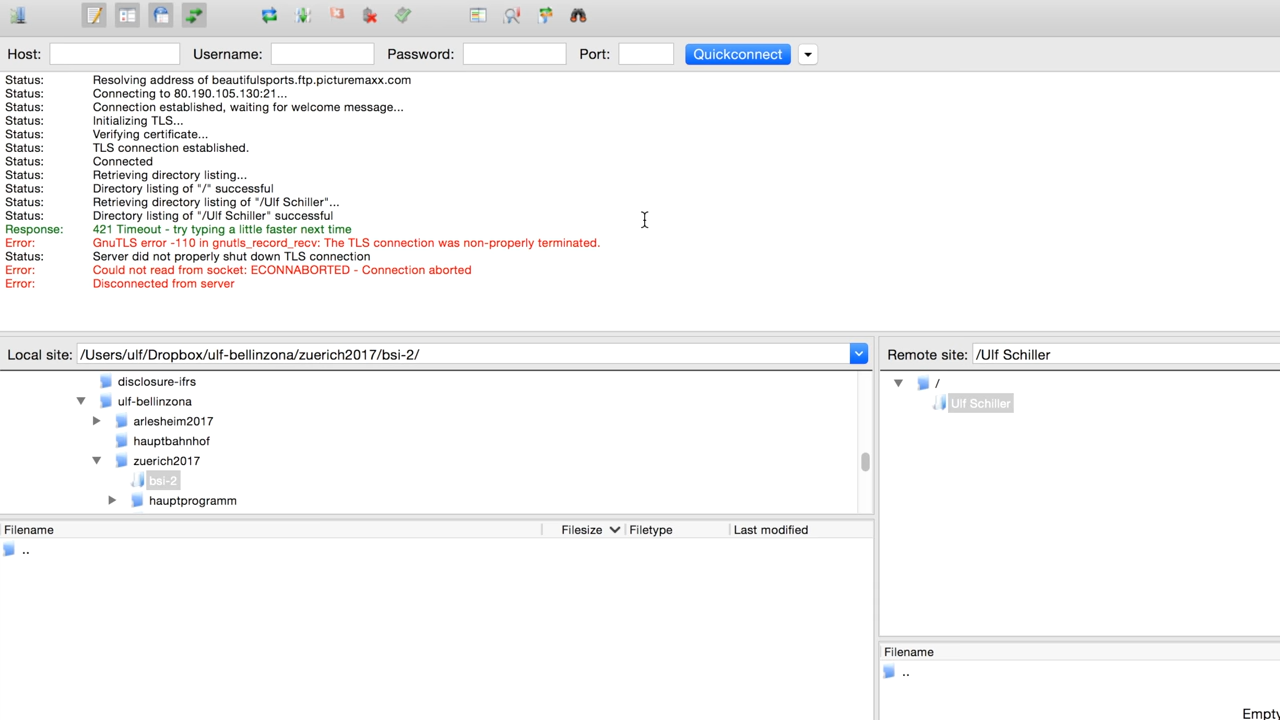 Host: Username: Password: Port: Quickconnect
Status: Resolving address of beautifulsports.ftp.picturemaxx.com
Status: Connecting to 80.190.105.130:21...
Status: Connection established, waiting for welcome message...
Status: Initializing TLS...
Status: Verifying certificate...
Status: TLS connection established.
Status: Connected
Status: Retrieving directory listing...
Status: Directory listing of "/" successful
Status: Retrieving directory listing of "/Ulf Schiller"...
Status: Directory listing of "/Ulf Schiller" successful
Response: 421 Timeout - try typing a little faster next time
Error: GnuTLS error -110 in gnutls_record_recv: The TLS connection was non-properly terminated.
Status: Server did not properly shut down TLS connection
Error: Could not read from socket: ECONNABORTED - Connection aborted
Error: Disconnected from server
Local site: /Users/ulf/Dropbox/ulf-bellinzona/zuerich2017/bsi-2/
disclosure-ifrs
ulf-bellinzona
arlesheim2017
hauptbahnhof
zuerich2017
bsi-2
hauptprogramm
Filename Filesize Filetype Last modified
..
Remote site: /Ulf Schiller
/
Ulf Schiller
Filename
..
Empty